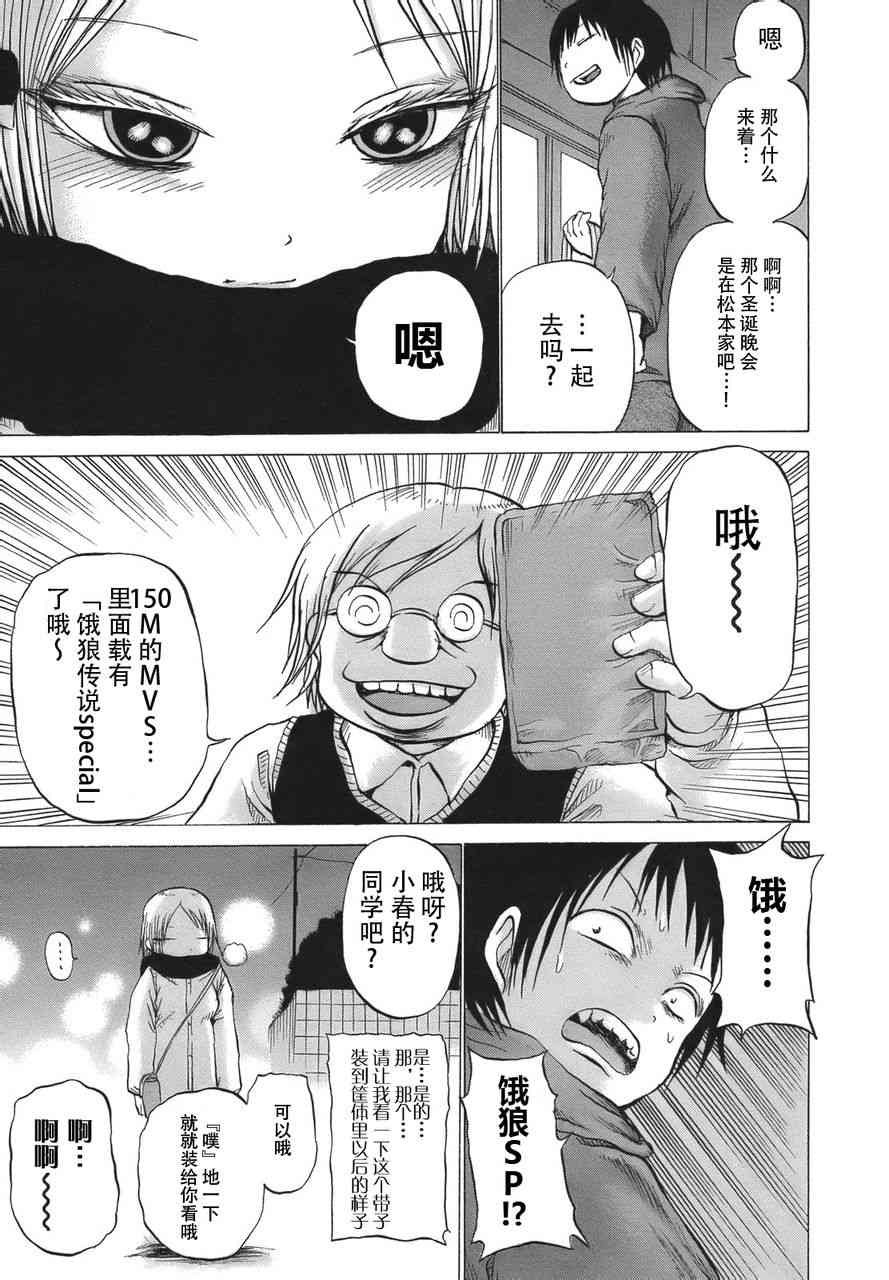 嗯
那个什么
来着…
啊啊…
那个圣诞晚会
是在松本家吧…!
…一起
去吗?
嗯
哦～
150M的MVS…
里面载有
「饿狼传说special」
了哦～
饿……
饿狼SP!?
哦呀?
小春的
同学吧?
是…是的…
那,那个…
请让我看一下这个带子
装到筐体里以后的样子
可以哦
『噗』地一下
就就装给你看哦
…
啊…
啊啊～